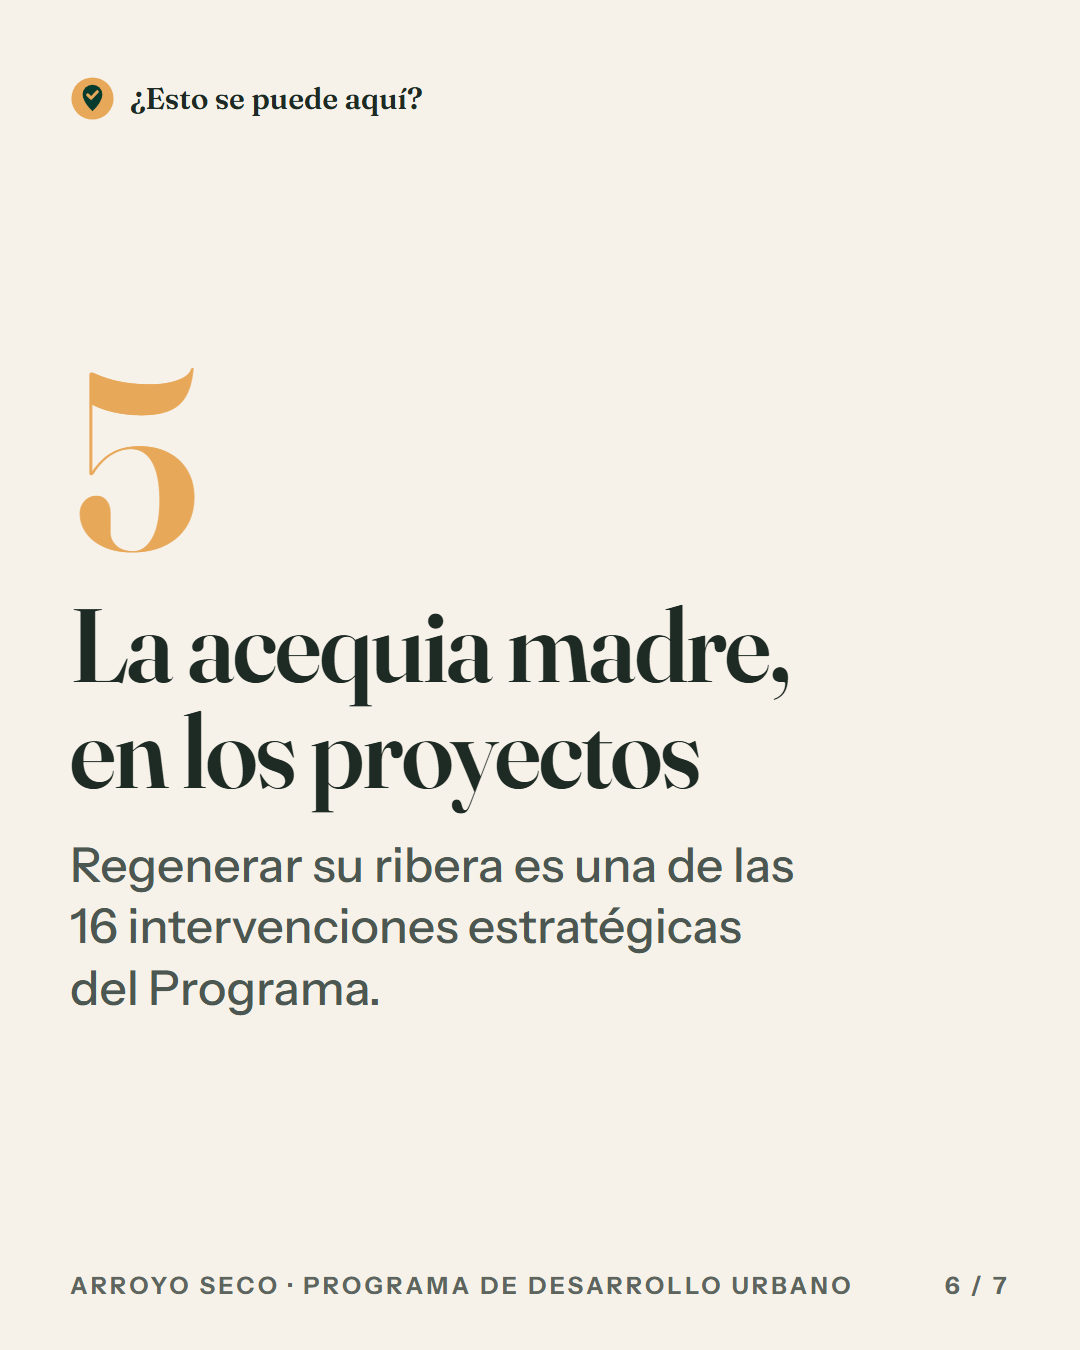 ¿Esto se puede aquí?
5
La acequia madre,
en los proyectos
Regenerar su ribera es una de las
16 intervenciones estratégicas
del Programa.
ARROYO SECO · PROGRAMA DE DESARROLLO URBANO 6 / 7